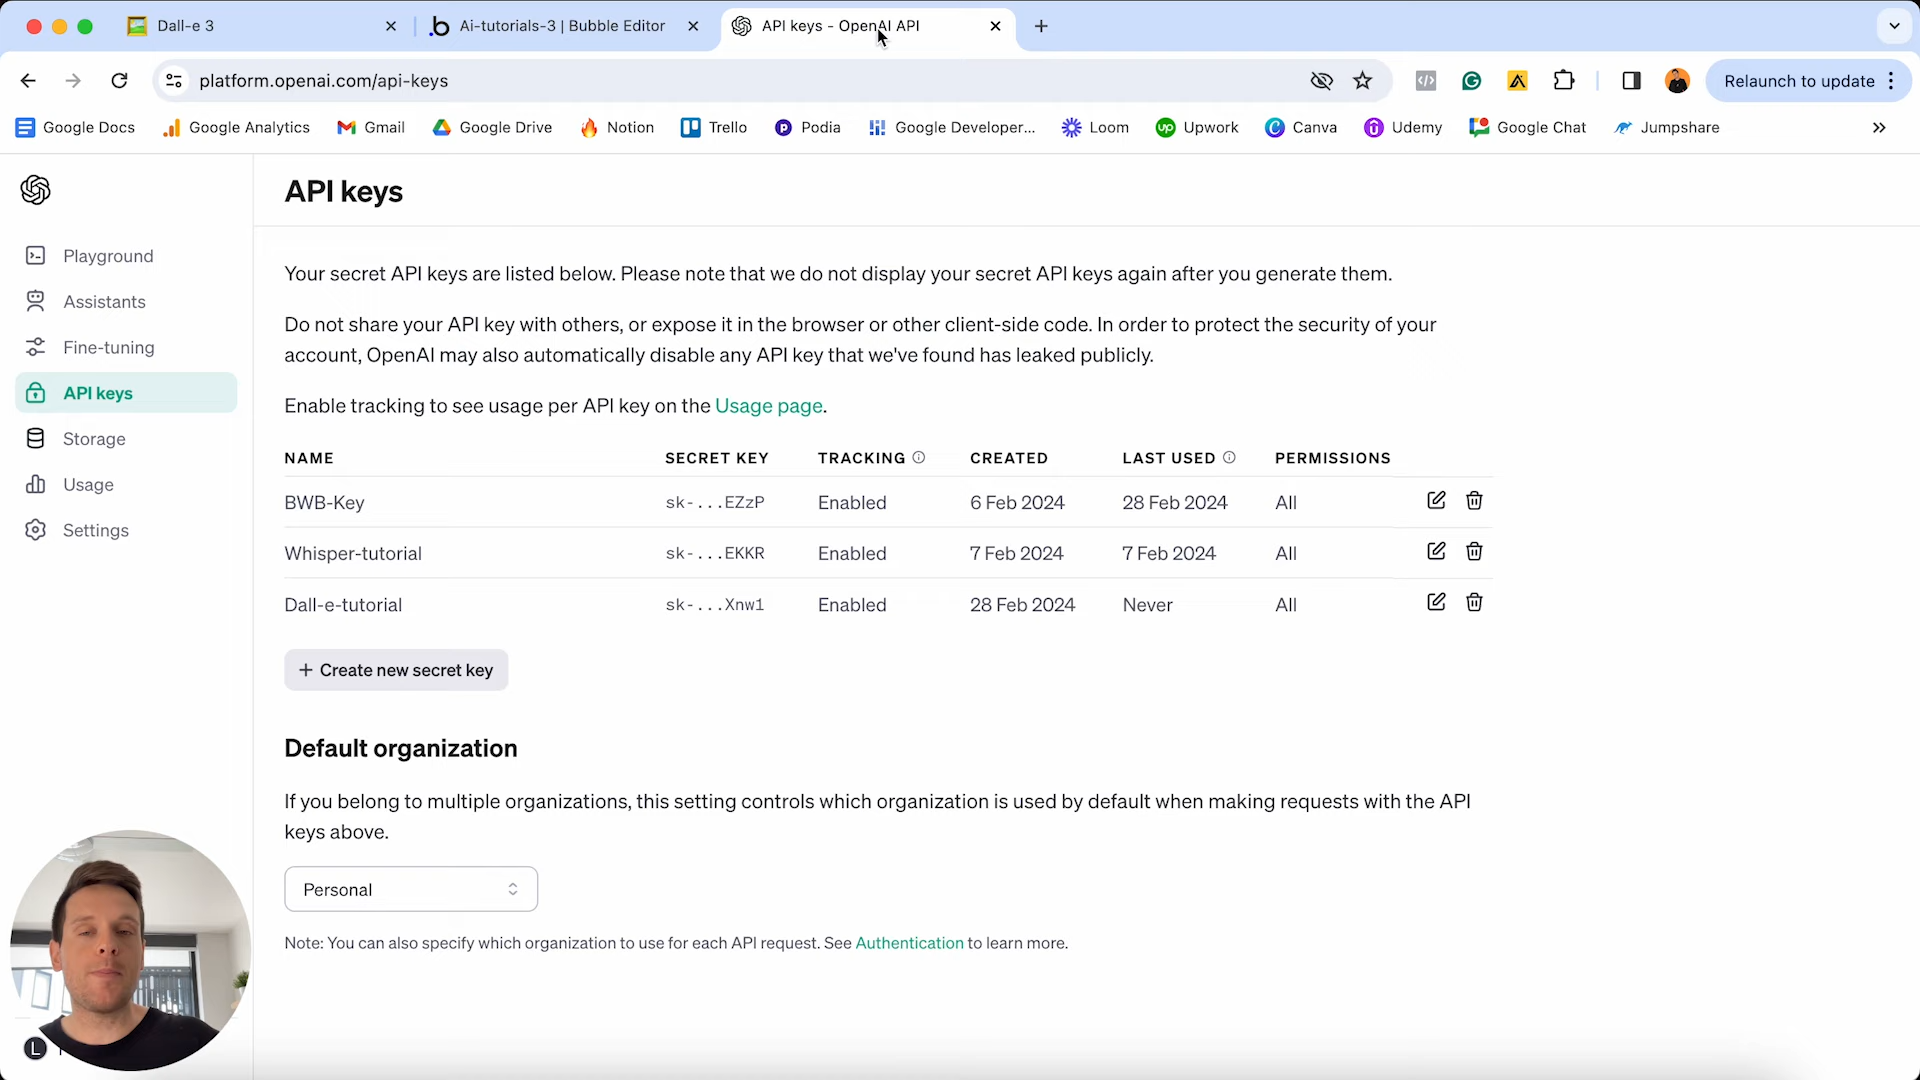 Dall-e 3
Ai-tutorials-3 | Bubble Editor
API keys - OpenAI API
platform.openai.com/api-keys
Relaunch to update
Google Docs
Google Analytics
Gmail
Google Drive
Notion
Trello
Podia
Google Developer...
Loom
Upwork
Canva
Udemy
Google Chat
Jumpshare
Playground
Assistants
Fine-tuning
API keys
Storage
Usage
Settings
L
API keys
Your secret API keys are listed below. Please note that we do not display your secret API keys again after you generate them.
Do not share your API key with others, or expose it in the browser or other client-side code. In order to protect the security of your
account, OpenAI may also automatically disable any API key that we've found has leaked publicly.
Enable tracking to see usage per API key on the Usage page.
NAME SECRET KEY TRACKING CREATED LAST USED PERMISSIONS
BWB-Key sk-...EZzP Enabled 6 Feb 2024 28 Feb 2024 All
Whisper-tutorial sk-...EKKR Enabled 7 Feb 2024 7 Feb 2024 All
Dall-e-tutorial sk-...Xnw1 Enabled 28 Feb 2024 Never All
+ Create new secret key
Default organization
If you belong to multiple organizations, this setting controls which organization is used by default when making requests with the API
keys above.
Personal
Note: You can also specify which organization to use for each API request. See Authentication to learn more.